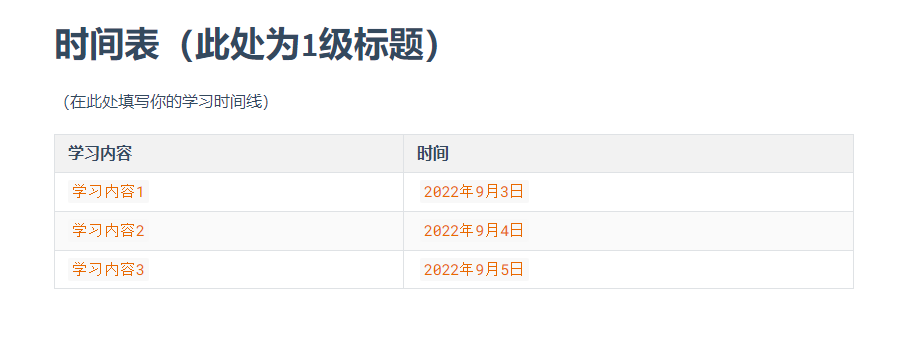 时间表（此处为1级标题）
（在此处填写你的学习时间线）
学习内容 时间
学习内容1 2022年9月3日
学习内容2 2022年9月4日
学习内容3 2022年9月5日